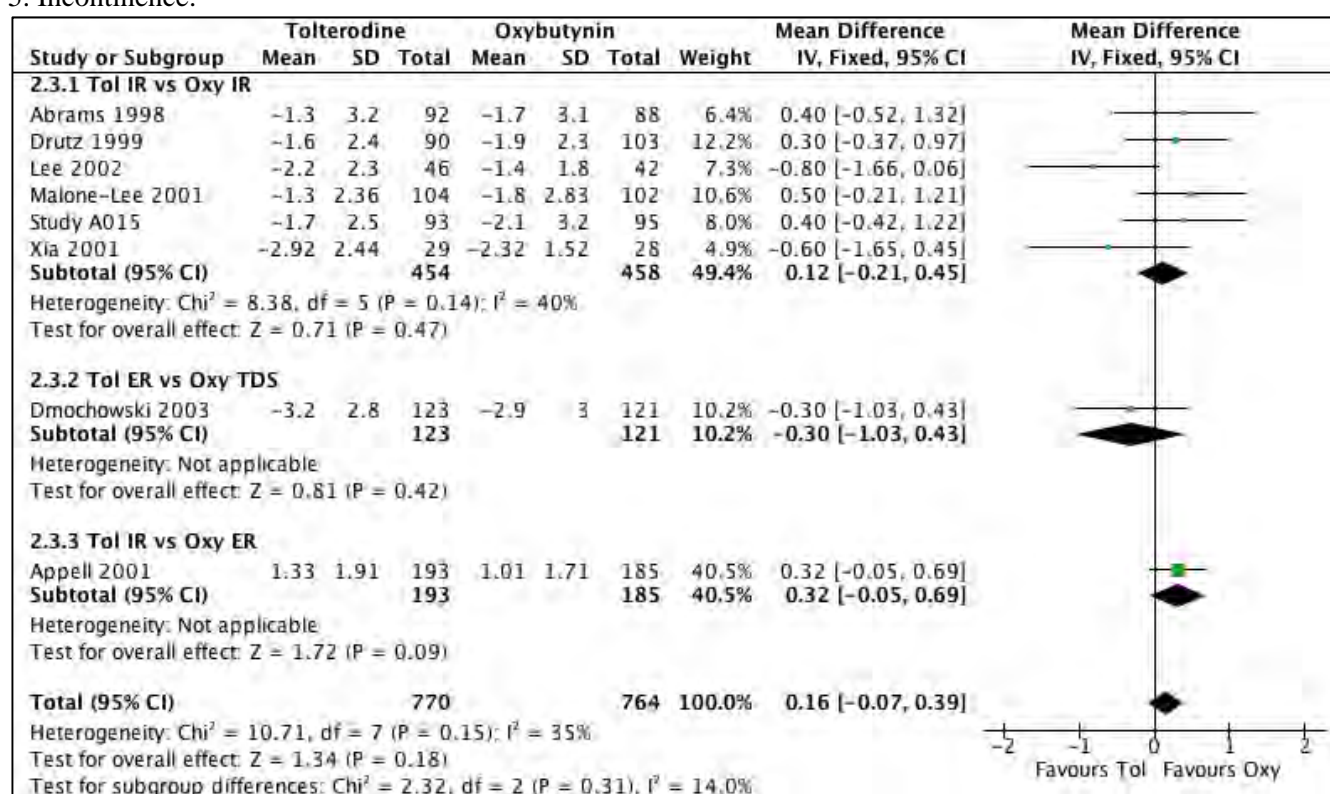 3. Incontinence.
Tolterodine Oxybutynin Mean Difference Mean Difference
Study or Subgroup Mean SD Total Mean SD Total Weight IV, Fixed, 95% CI IV, Fixed, 95% CI
2.3.1 Tol IR vs Oxy IR
Abrams 1998 -1.3 3.2 92 -1.7 3.1 88 6.4% 0.40 [-0.52, 1.32]
Drutz 1999 -1.6 2.4 90 -1.9 2.3 103 12.2% 0.30 [-0.37, 0.97]
Lee 2002 -2.2 2.3 46 -1.4 1.8 42 7.3% -0.80 [-1.66, 0.06]
Malone-Lee 2001 -1.3 2.36 104 -1.8 2.83 102 10.6% 0.50 [-0.21, 1.21]
Study A015 -1.7 2.5 93 -2.1 3.2 95 8.0% 0.40 [-0.42, 1.22]
Xia 2001 -2.92 2.44 29 -2.32 1.52 28 4.9% -0.60 [-1.65, 0.45]
Subtotal (95% CI) 454 458 49.4% 0.12 [-0.21, 0.45]
Heterogeneity: Chi² = 8.38, df = 5 (P = 0.14); I² = 40%
Test for overall effect: Z = 0.71 (P = 0.47)
2.3.2 Tol ER vs Oxy TDS
Dmochowski 2003 -3.2 2.8 123 -2.9 3 121 10.2% -0.30 [-1.03, 0.43]
Subtotal (95% CI) 123 121 10.2% -0.30 [-1.03, 0.43]
Heterogeneity: Not applicable
Test for overall effect: Z = 0.81 (P = 0.42)
2.3.3 Tol IR vs Oxy ER
Appell 2001 1.33 1.91 193 1.01 1.71 185 40.5% 0.32 [-0.05, 0.69]
Subtotal (95% CI) 193 185 40.5% 0.32 [-0.05, 0.69]
Heterogeneity: Not applicable
Test for overall effect: Z = 1.72 (P = 0.09)
Total (95% CI) 770 764 100.0% 0.16 [-0.07, 0.39]
Heterogeneity: Chi² = 10.71, df = 7 (P = 0.15); I² = 35%
Test for overall effect: Z = 1.34 (P = 0.18)
Test for subgroup differences: Chi² = 2.32, df = 2 (P = 0.31), I² = 14.0%
-2 -1 0 1 2
Favours Tol Favours Oxy